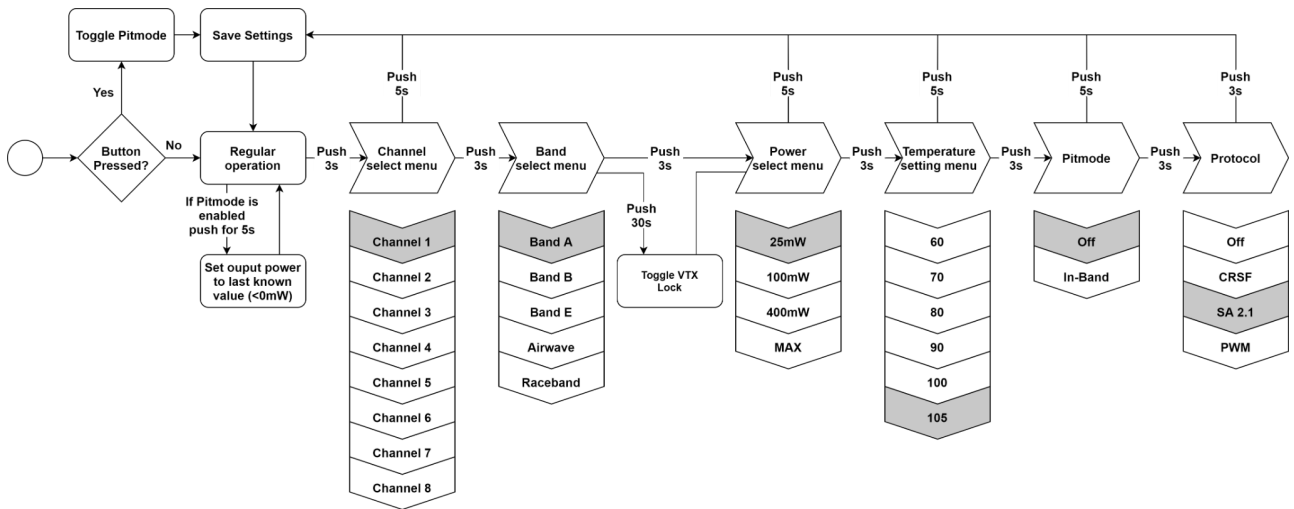 Toggle Pitmode
Save Settings
Push
5s
Push
5s
Push
5s
Push
5s
Push
3s
Yes
Button
Pressed?
No
Regular
operation
Push
3s
Channel
select menu
Push
3s
Band
select menu
Push
3s
Power
select menu
Push
3s
Temperature
setting menu
Push
3s
Pitmode
Push
3s
Protocol
If Pitmode is
enabled
push for 5s
Set ouput power
to last known
value (<0mW)
Push
30s
Toggle VTX
Lock
Channel 1
Channel 2
Channel 3
Channel 4
Channel 5
Channel 6
Channel 7
Channel 8
Band A
Band B
Band E
Airwave
Raceband
25mW
100mW
400mW
MAX
60
70
80
90
100
105
Off
In-Band
Off
CRSF
SA 2.1
PWM